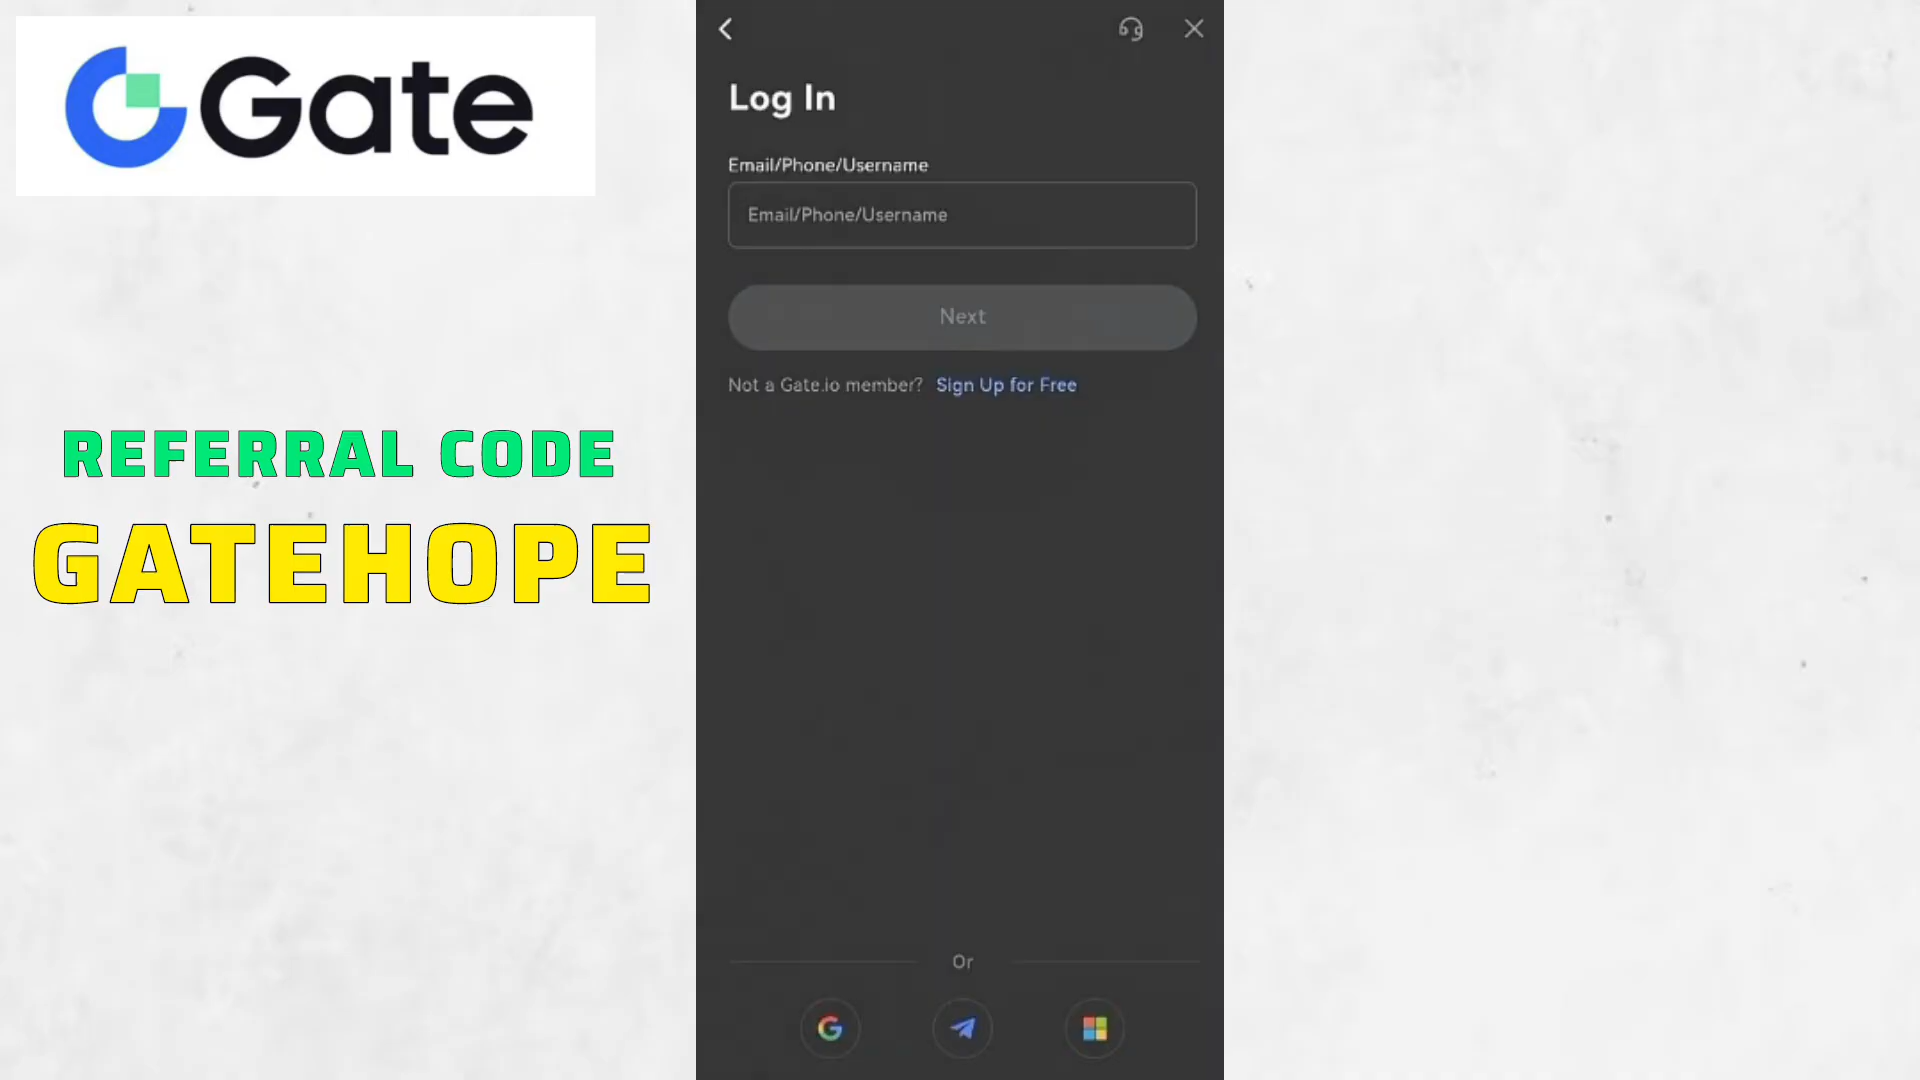 Gate
REFERRAL CODE
GATEHOPE
Log In
Email/Phone/Username
Email/Phone/Username
Next
Not a Gate.io member? Sign Up for Free
Or